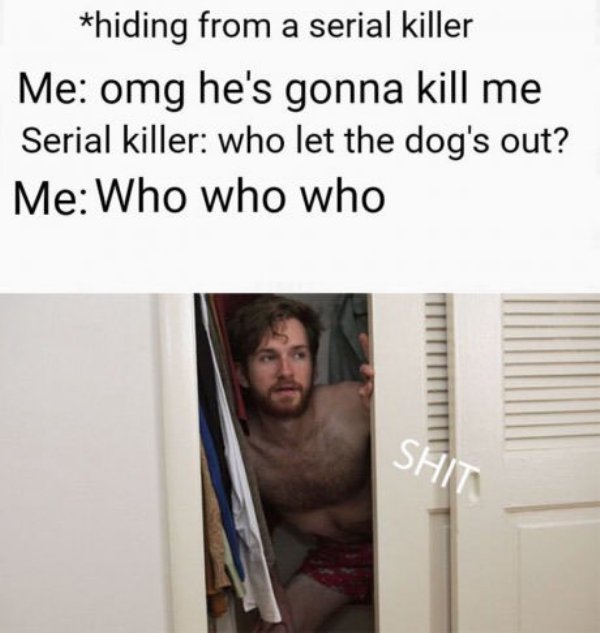 *hiding from a serial killer
Me: omg he's gonna kill me
Serial killer: who let the dog's out?
Me: Who who who
SHIT